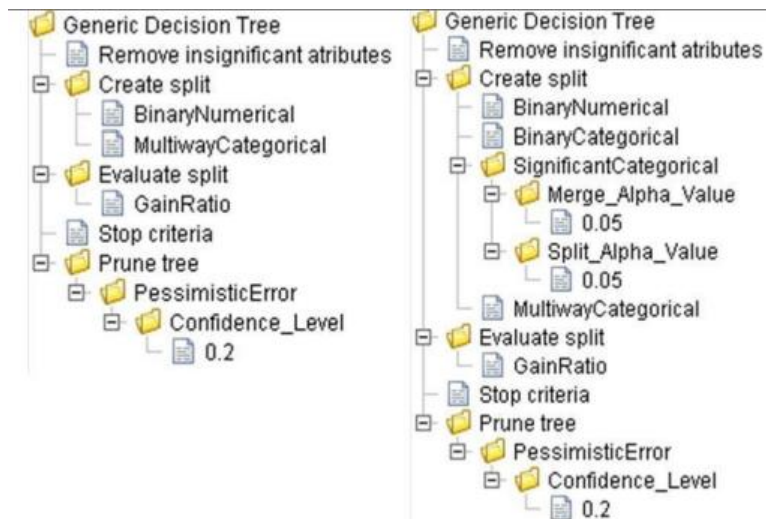 Generic Decision Tree
Remove insignificant atributes
Create split
BinaryNumerical
MultiwayCategorical
Evaluate split
GainRatio
Stop criteria
Prune tree
PessimisticError
Confidence_Level
0.2
Generic Decision Tree
Remove insignificant atributes
Create split
BinaryNumerical
BinaryCategorical
SignificantCategorical
Merge_Alpha_Value
0.05
Split_Alpha_Value
0.05
MultiwayCategorical
Evaluate split
GainRatio
Stop criteria
Prune tree
PessimisticError
Confidence_Level
0.2